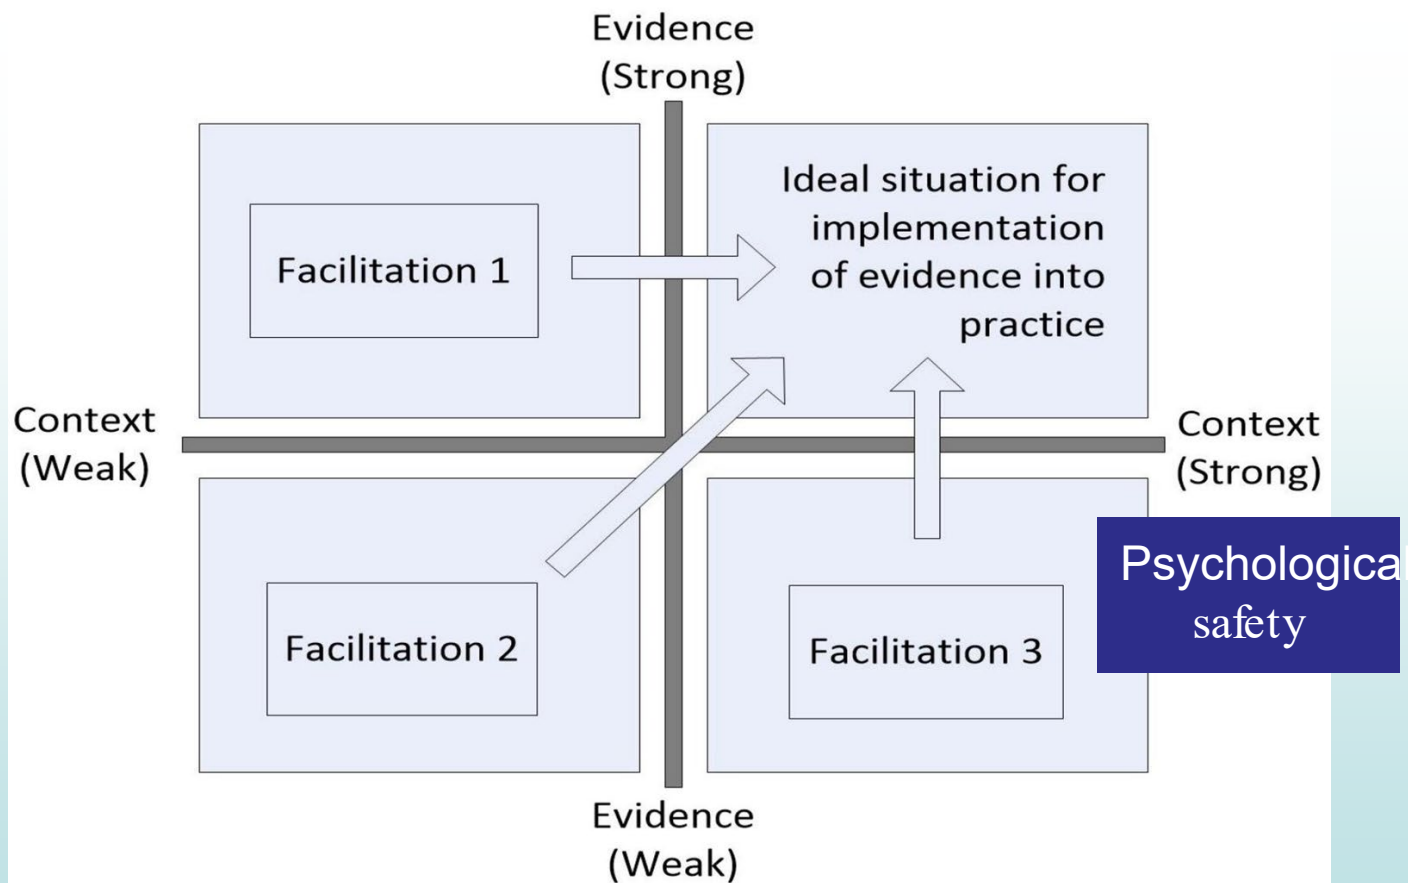 Evidence
(Strong)
Facilitation 1
Ideal situation for
implementation
of evidence into
practice
Context
(Weak)
Context
(Strong)
Facilitation 2
Facilitation 3
Psychological
safety
Evidence
(Weak)